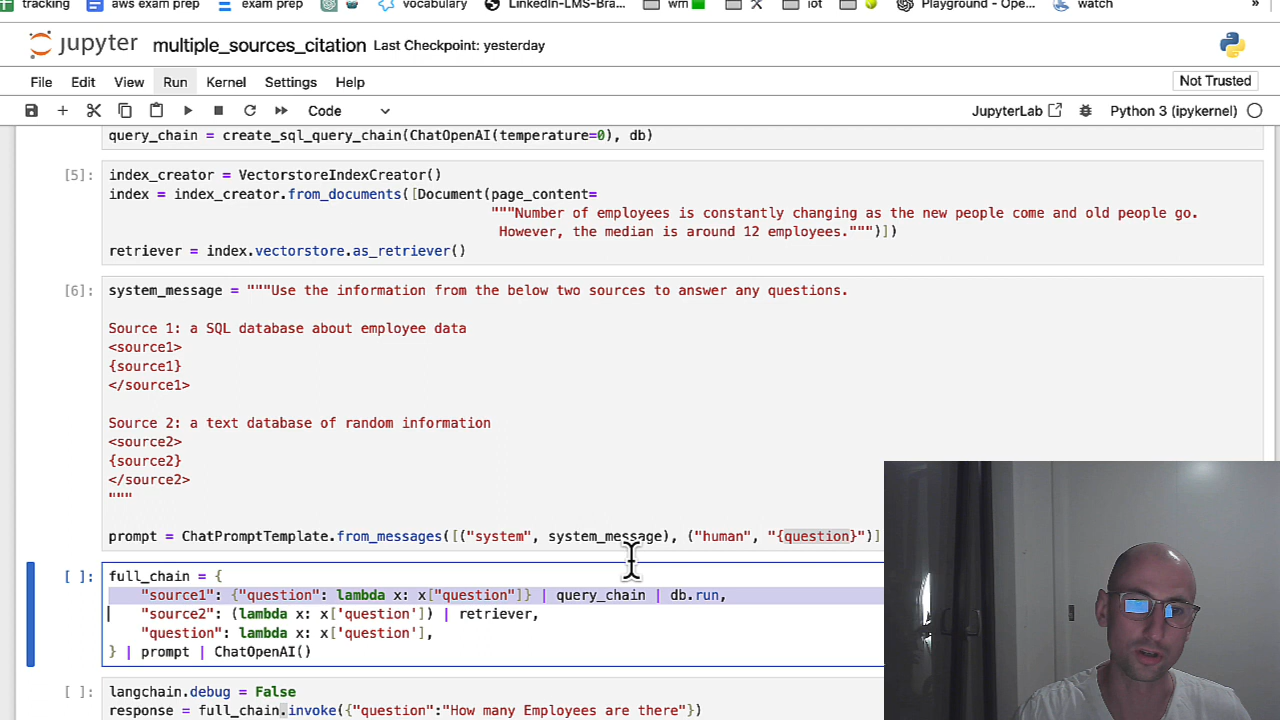 tracking aws exam prep exam prep vocabulary LinkedIn-LMS-Bra... wm iot Playground - Ope... watch »
jupyter multiple_sources_citation Last Checkpoint: yesterday
File Edit View Run Kernel Settings Help Not Trusted
Code JupyterLab Python 3 (ipykernel)
query_chain = create_sql_query_chain(ChatOpenAI(temperature=0), db)
[5]: index_creator = VectorstoreIndexCreator()
index = index_creator.from_documents([Document(page_content=
"""Number of employees is constantly changing as the new people come and old people go.
However, the median is around 12 employees.""")])
retriever = index.vectorstore.as_retriever()
[6]: system_message = """Use the information from the below two sources to answer any questions.
Source 1: a SQL database about employee data
<source1>
{source1}
</source1>
Source 2: a text database of random information
<source2>
{source2}
</source2>
"""
prompt = ChatPromptTemplate.from_messages([("system", system_message), ("human", "{question}")]
[ ]: full_chain = {
"source1": {"question": lambda x: x["question"]} | query_chain | db.run,
"source2": (lambda x: x['question']) | retriever,
"question": lambda x: x['question'],
} | prompt | ChatOpenAI()
[ ]: langchain.debug = False
response = full_chain.invoke({"question":"How many Employees are there"})